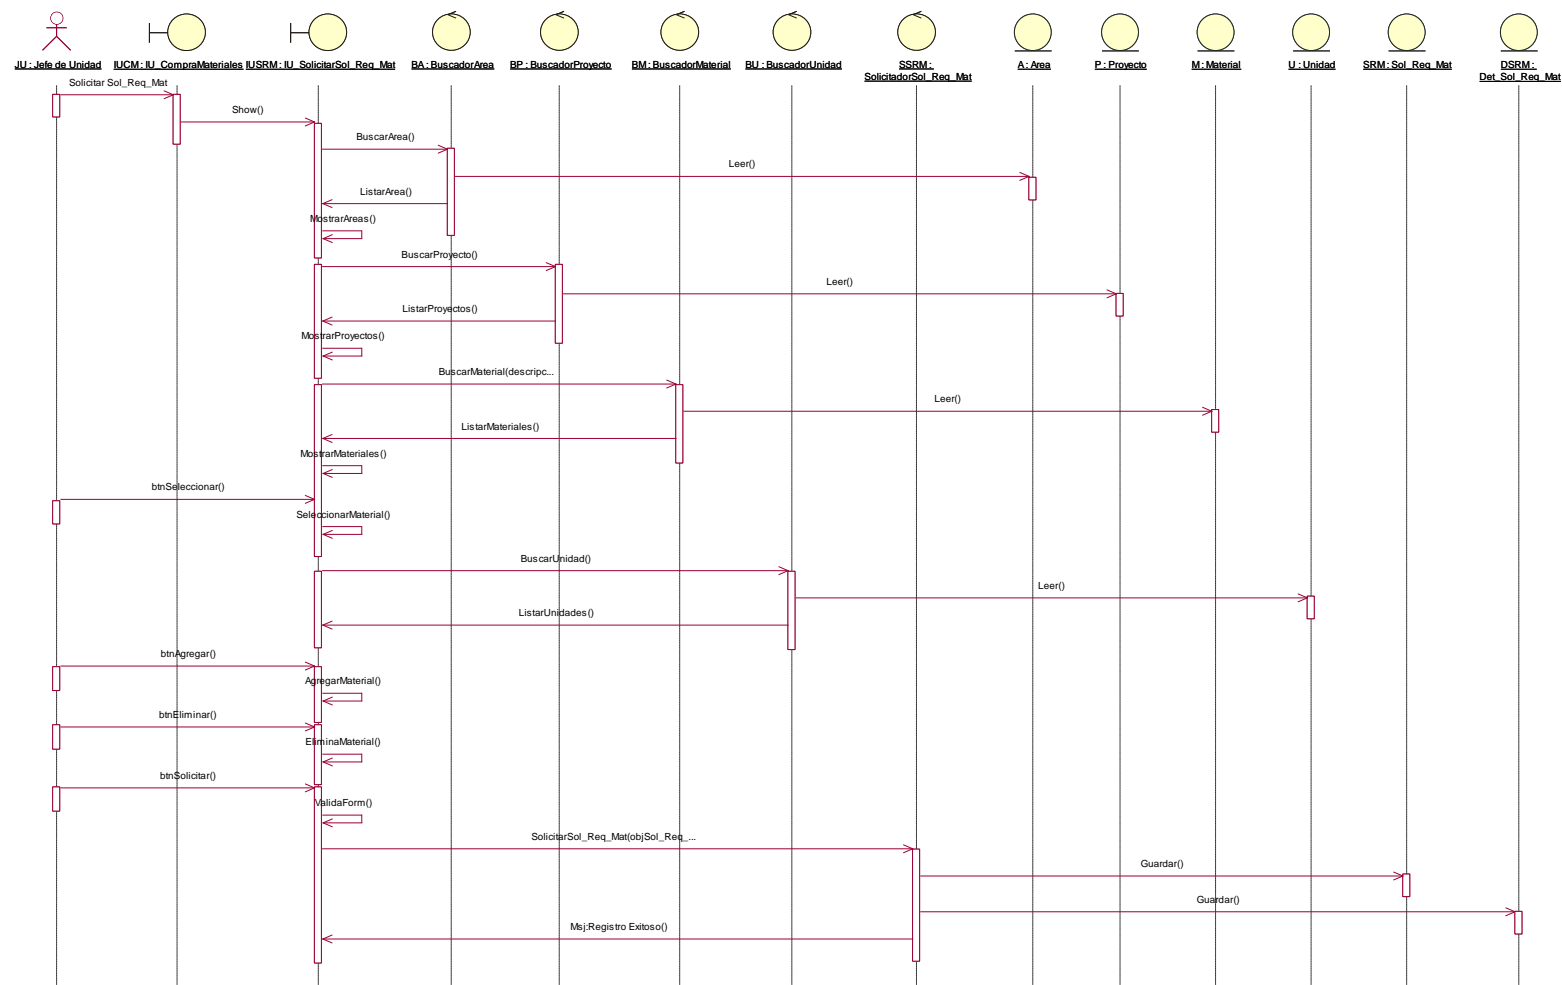 JU : Jefe de Unidad
IUCM : IU_CompraMateriales
IUSRM : IU_SolicitarSol_Req_Mat
BA : BuscadorArea
BP : BuscadorProyecto
BM : BuscadorMaterial
BU : BuscadorUnidad
SSRM :
SolicitadorSol_Req_Mat
A : Area
P : Proyecto
M : Material
U : Unidad
SRM : Sol_Req_Mat
DSRM :
Det_Sol_Req_Mat
Solicitar Sol_Req_Mat
Show()
BuscarArea()
Leer()
ListarArea()
MostrarAreas()
BuscarProyecto()
Leer()
ListarProyectos()
MostrarProyectos()
BuscarMaterial(descripc...
Leer()
ListarMateriales()
MostrarMateriales()
btnSeleccionar()
SeleccionarMaterial()
BuscarUnidad()
Leer()
ListarUnidades()
btnAgregar()
AgregarMaterial()
btnEliminar()
EliminaMaterial()
btnSolicitar()
ValidaForm()
SolicitarSol_Req_Mat(objSol_Req_...
Guardar()
Guardar()
Msj:Registro Exitoso()